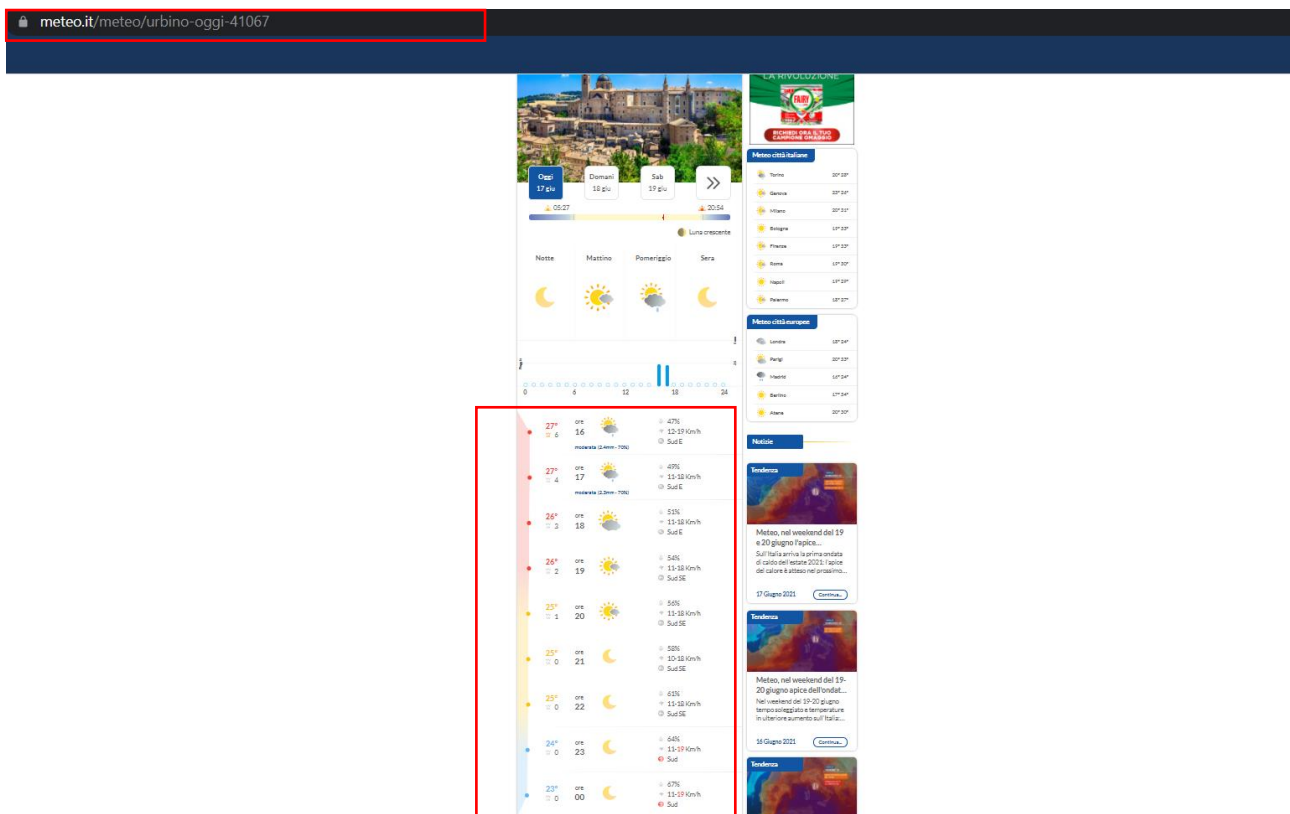 meteo.it/meteo/urbino-oggi-41067
LA RIVOLUZIONE
FAIRY
RICHIEDI ORA IL TUO
CAMPIONE OMAGGIO
Oggi
17 giu
Domani
18 giu
Sab
19 giu
05:27
20:54
Luna crescente
Notte
Mattino
Pomeriggio
Sera
0
6
12
18
24
27°
6
ore
16
moderata (2.4mm - 70%)
47%
12-19 Km/h
Sud E
27°
4
ore
17
moderata (2.2mm - 70%)
49%
11-18 Km/h
Sud E
26°
3
ore
18
51%
11-18 Km/h
Sud E
26°
2
ore
19
54%
11-18 Km/h
Sud SE
25°
1
ore
20
56%
11-18 Km/h
Sud SE
25°
0
ore
21
58%
10-18 Km/h
Sud SE
25°
0
ore
22
61%
11-18 Km/h
Sud SE
24°
0
ore
23
64%
11-19 Km/h
Sud
23°
0
ore
00
67%
11-19 Km/h
Sud
Meteo città italiane
Torino
Genova
Milano
Bologna
Firenze
Roma
Napoli
Palermo
Meteo città europee
Londra
Parigi
Madrid
Berlino
Atene
Notizie
Tendenza
Meteo, nel weekend del 19
e 20 giugno l'apice...
Sull'Italia arriva la prima ondata
di caldo dell'estate 2021: l'apice
del calore è atteso nel prossimo...
17 Giugno 2021
Continua..
Tendenza
Meteo, nel weekend del 19-
20 giugno apice dell'ondat...
Nel weekend del 19-20 giugno
tempo soleggiato e temperature
in ulteriore aumento sull'Italia:...
16 Giugno 2021
Continua..
Tendenza